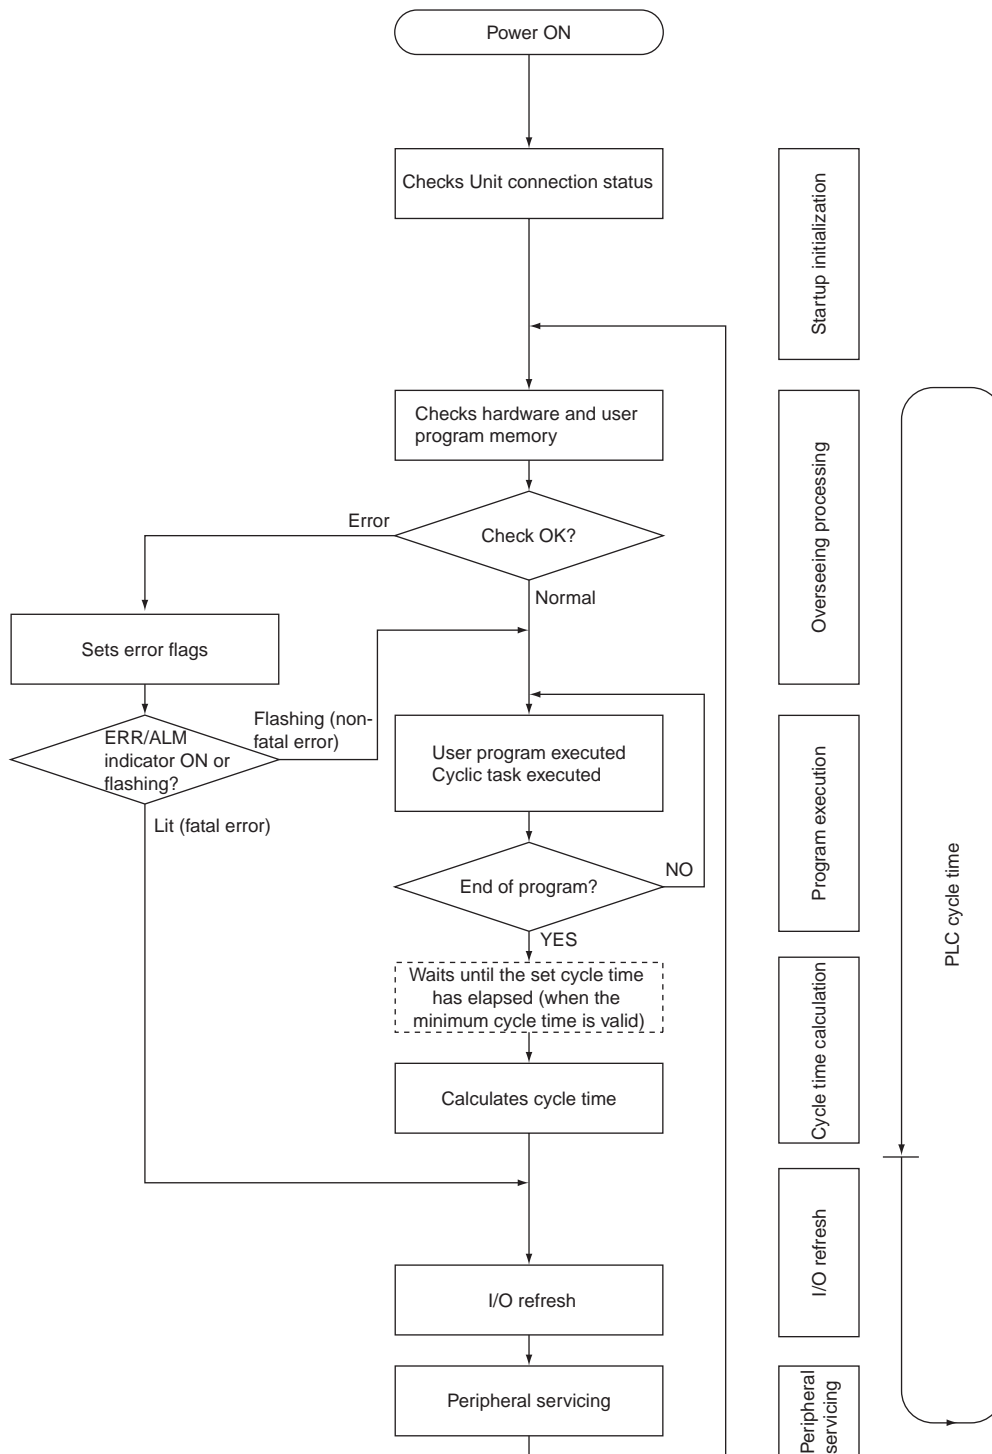 Power ON
Checks Unit connection status
Startup initialization
Checks hardware and user
program memory
Error
Check OK?
Normal
Overseeing processing
Sets error flags
Flashing (non-
fatal error)
ERR/ALM
indicator ON or
flashing?
Lit (fatal error)
User program executed
Cyclic task executed
Program execution
NO
End of program?
YES
PLC cycle time
Waits until the set cycle time
has elapsed (when the
minimum cycle time is valid)
Calculates cycle time
Cycle time calculation
I/O refresh
I/O refresh
Peripheral servicing
Peripheral
servicing